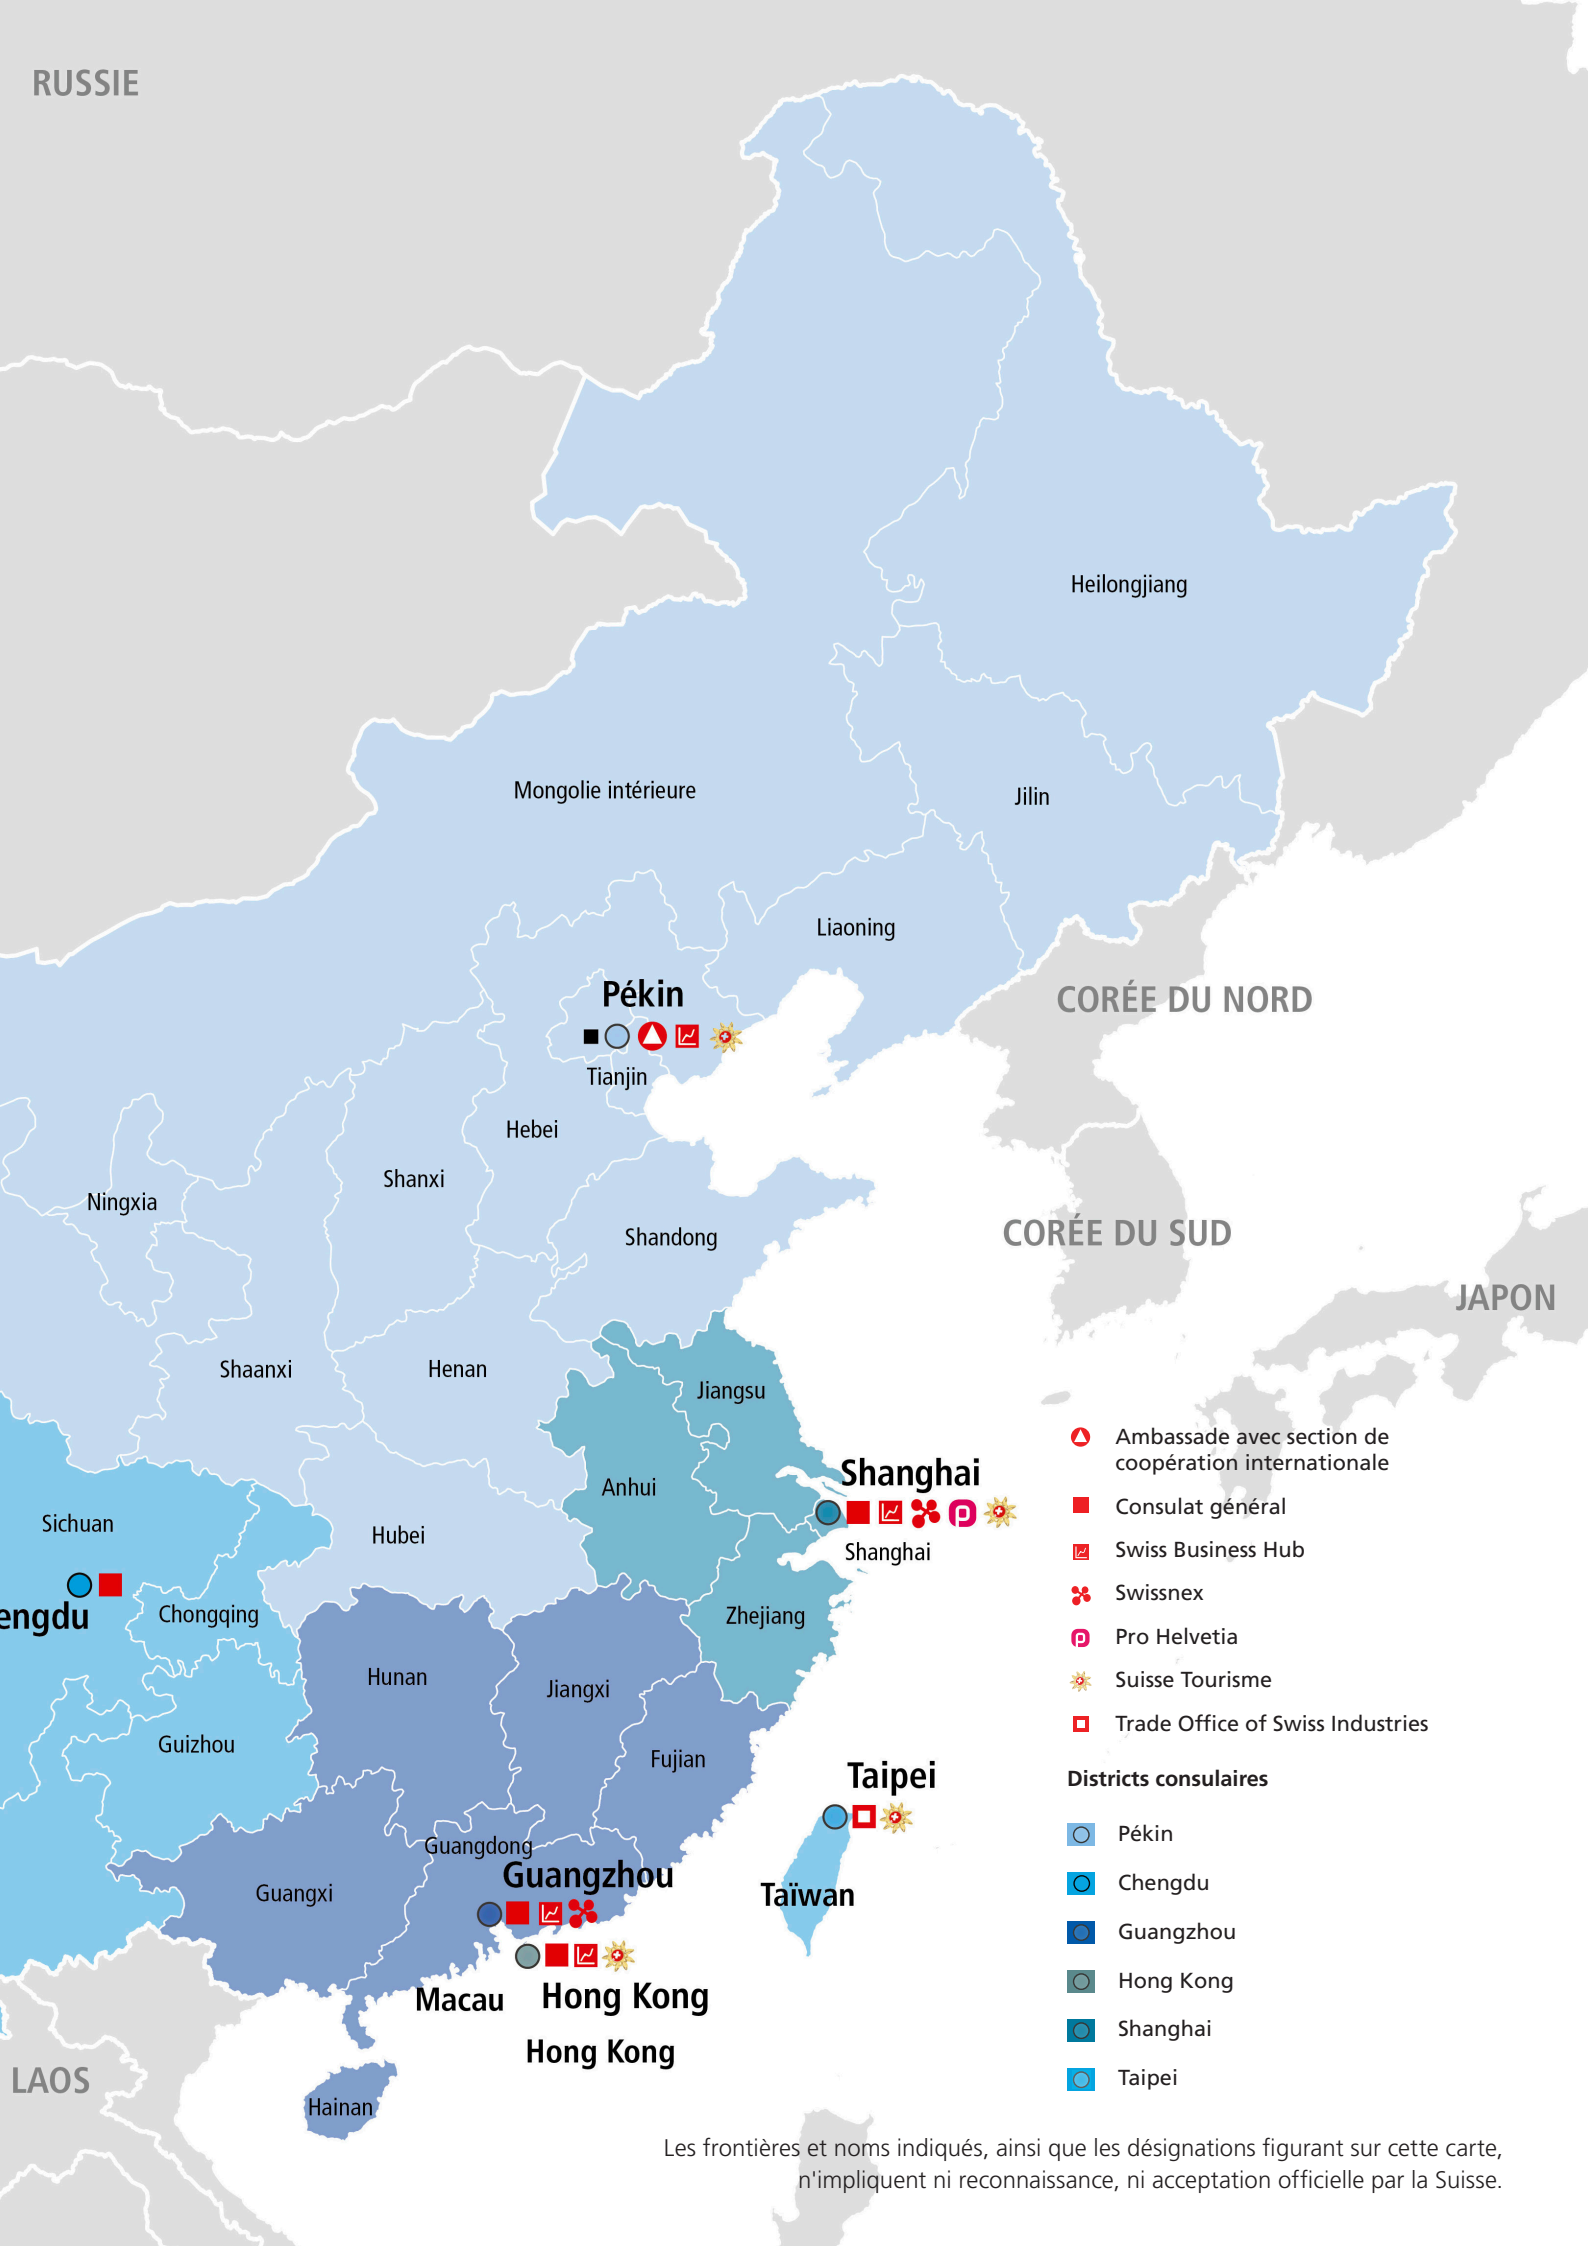 RUSSIE
Heilongjiang
Mongolie intérieure
Jilin
Liaoning
Pékin
CORÉE DU NORD
Tianjin
Hebei
Shanxi
Ningxia
Shandong
CORÉE DU SUD
JAPON
Shaanxi
Henan
Jiangsu
Shanghai
Anhui
Sichuan
Hubei
Shanghai
engdu
Chongqing
Zhejiang
Hunan
Jiangxi
Guizhou
Fujian
Taipei
Guangdong
Guangzhou
Guangxi
Taïwan
Macau
Hong Kong
Hong Kong
LAOS
Hainan
Ambassade avec section de
coopération internationale
Consulat général
Swiss Business Hub
Swissnex
Pro Helvetia
Suisse Tourisme
Trade Office of Swiss Industries
Districts consulaires
Pékin
Chengdu
Guangzhou
Hong Kong
Shanghai
Taipei
Les frontières et noms indiqués, ainsi que les désignations figurant sur cette carte,
n'impliquent ni reconnaissance, ni acceptation officielle par la Suisse.